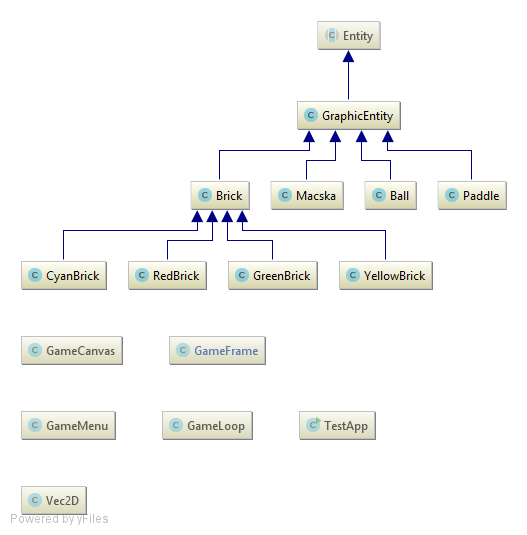 Entity
GraphicEntity
Brick Macska Ball Paddle
CyanBrick RedBrick GreenBrick YellowBrick
GameCanvas GameFrame
GameMenu GameLoop TestApp
Vec2D
Powered by yFiles